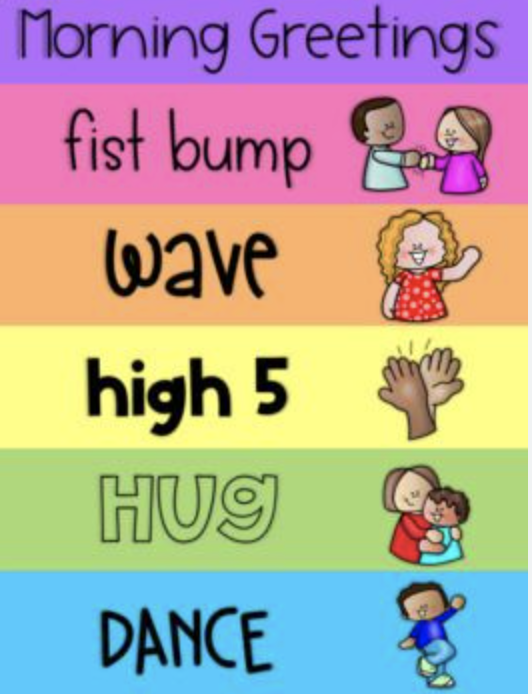 Morning Greetings
fist bump
wave
high 5
HUg
DANCE